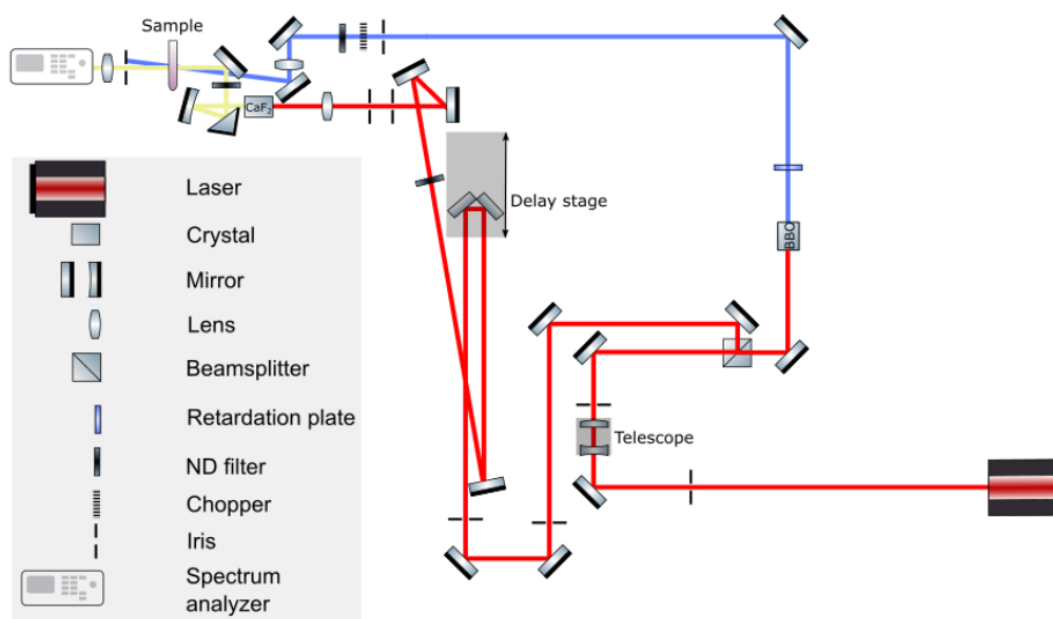 Sample
CaF₂
Delay stage
BBO
Telescope
Laser
Crystal
Mirror
Lens
Beamsplitter
Retardation plate
ND filter
Chopper
Iris
Spectrum
analyzer